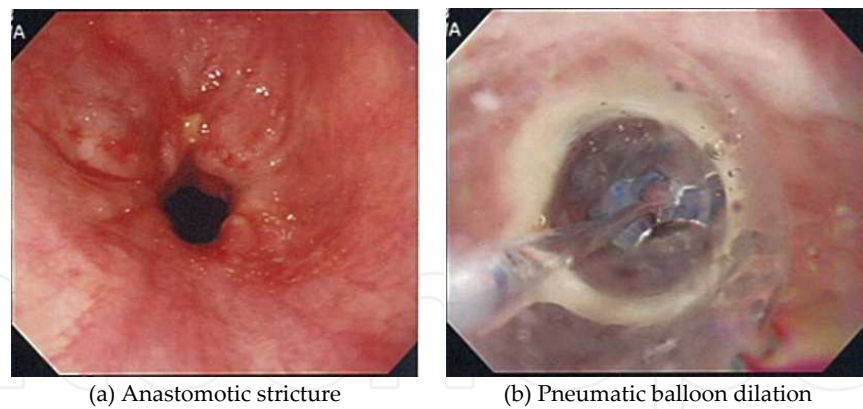 /A
/A
(a) Anastomotic stricture
(b) Pneumatic balloon dilation